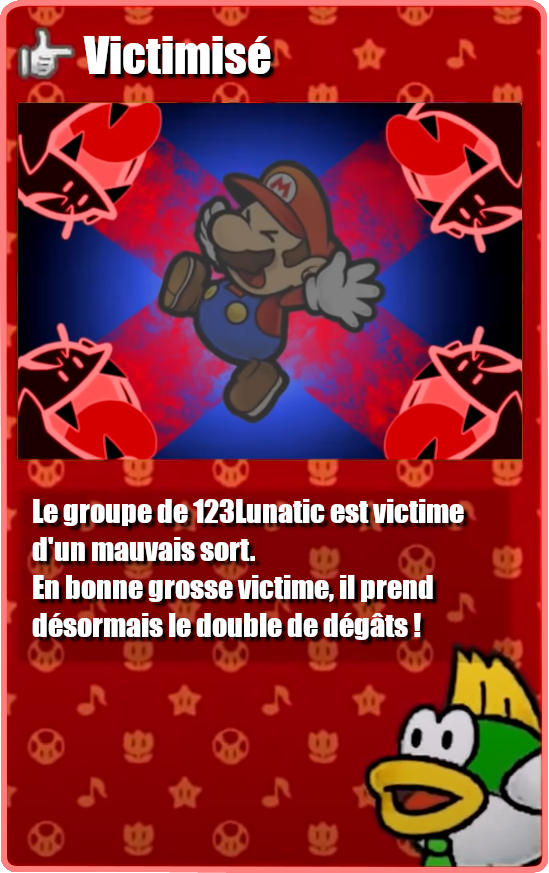 Victimisé
M
Le groupe de 123Lunatic est victime
d'un mauvais sort.
En bonne grosse victime, il prend
désormais le double de dégâts !